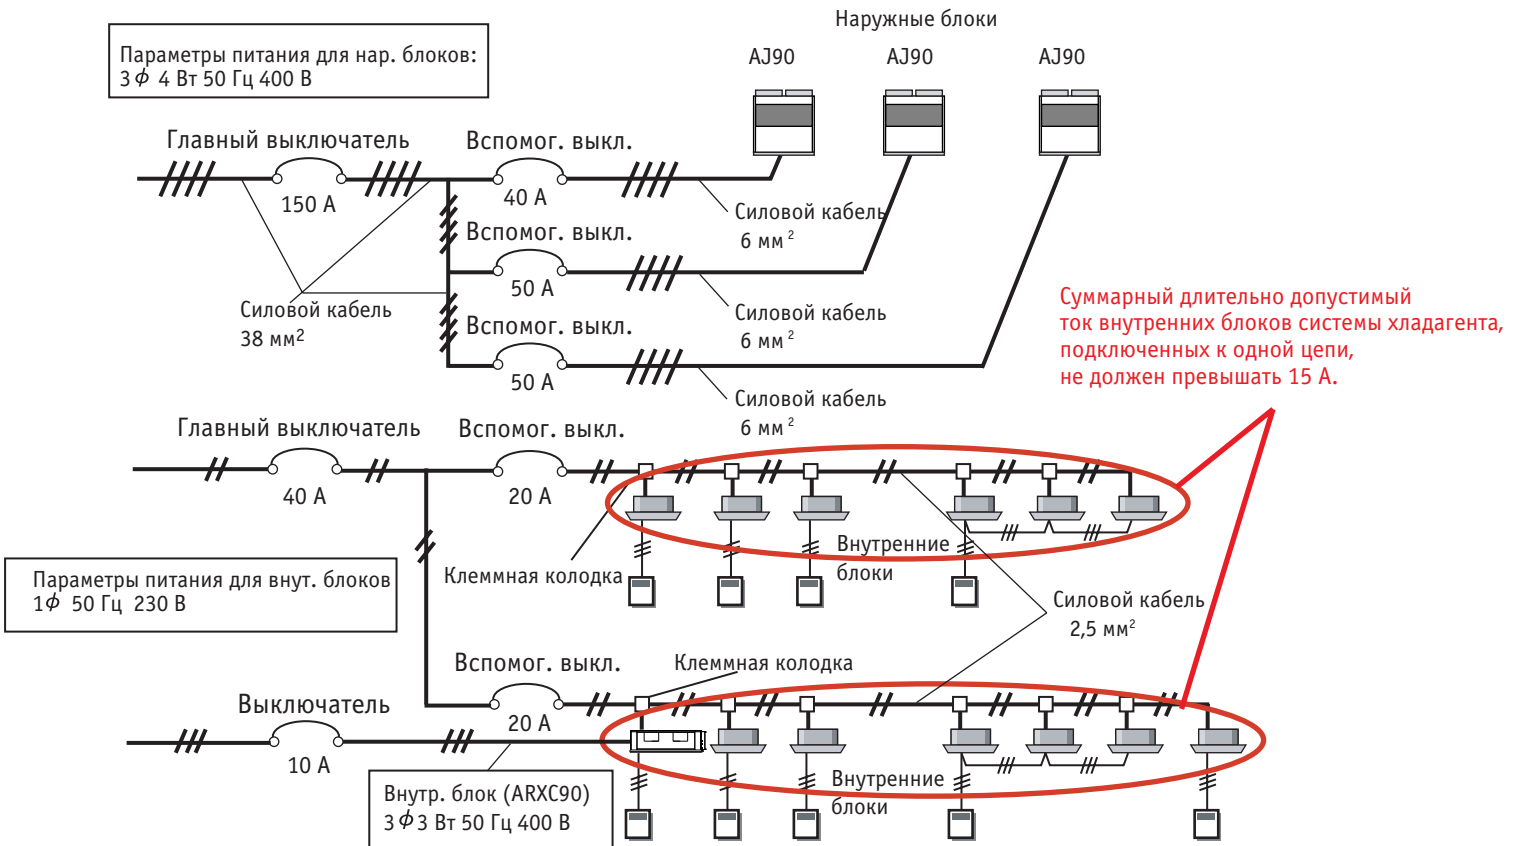 Наружные блоки
AJ90
AJ90
AJ90
Параметры питания для нар. блоков:
3ϕ 4 Вт 50 Гц 400 В
Главный выключатель
Вспомог. выкл.
150 А
40 А
Силовой кабель
6 мм²
Вспомог. выкл.
50 А
Силовой кабель
6 мм²
Силовой кабель
38 мм²
Вспомог. выкл.
50 А
Силовой кабель
6 мм²
Суммарный длительно допустимый
ток внутренних блоков системы хладагента,
подключенных к одной цепи,
не должен превышать 15 А.
Главный выключатель
Вспомог. выкл.
40 А
20 А
Внутренние
блоки
Клеммная колодка
Параметры питания для внут. блоков
1ϕ 50 Гц 230 В
Силовой кабель
2,5 мм²
Вспомог. выкл.
Клеммная колодка
20 А
Выключатель
10 А
Внутренние
блоки
Внутр. блок (ARXC90)
3ϕ3 Вт 50 Гц 400 В